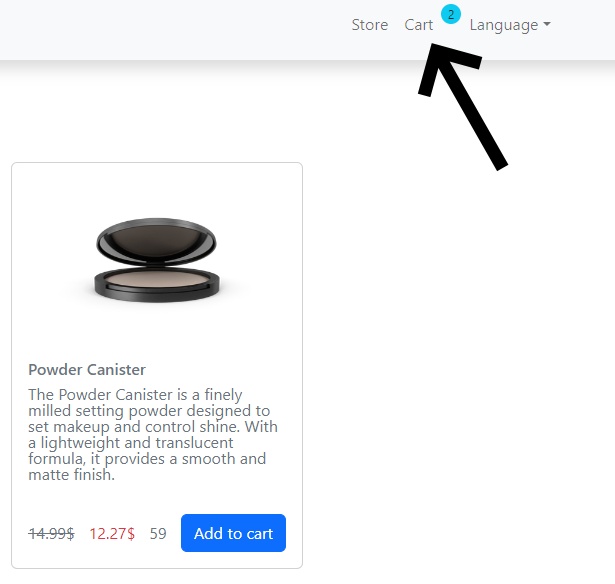 Store Cart 2 Language
Powder Canister
The Powder Canister is a finely
milled setting powder designed to
set makeup and control shine. With
a lightweight and translucent
formula, it provides a smooth and
matte finish.
14.99$ 12.27$ 59 Add to cart